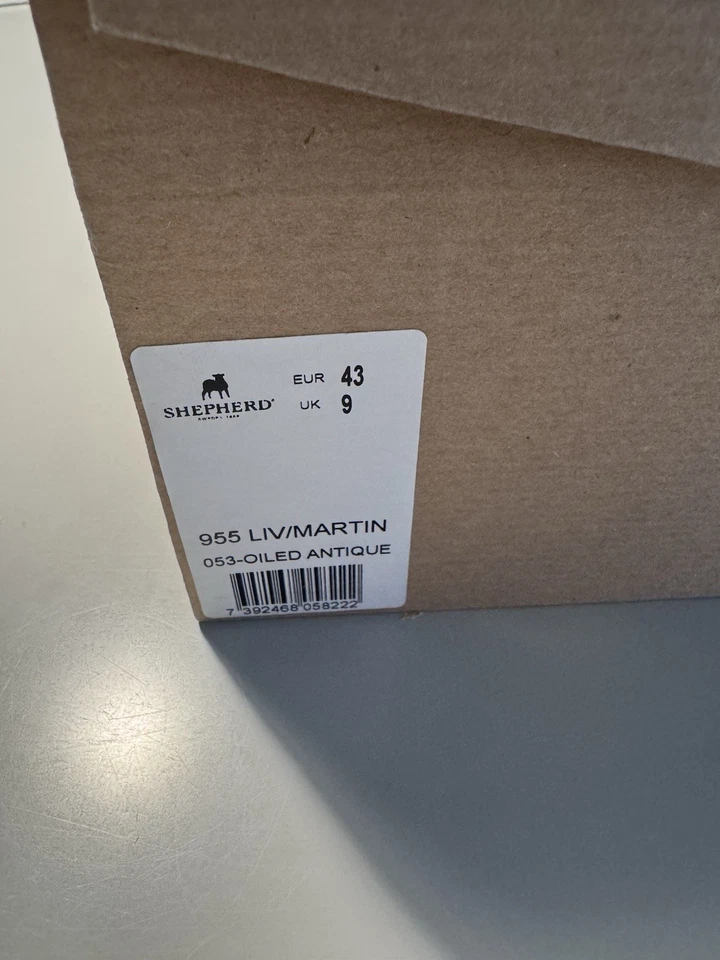 SHEPHERD
EUR 43
UK 9
955 LIV/MARTIN
053-OILED ANTIQUE
7 392468 058222